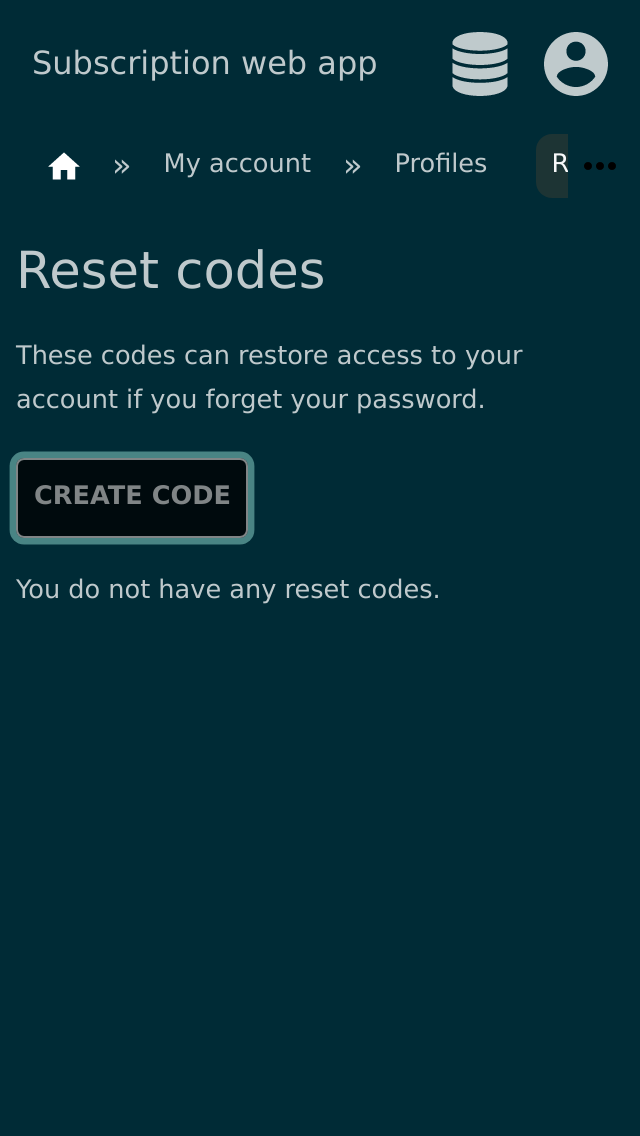 Subscription web app
» My account » Profiles R
Reset codes
These codes can restore access to your
account if you forget your password.
CREATE CODE
You do not have any reset codes.